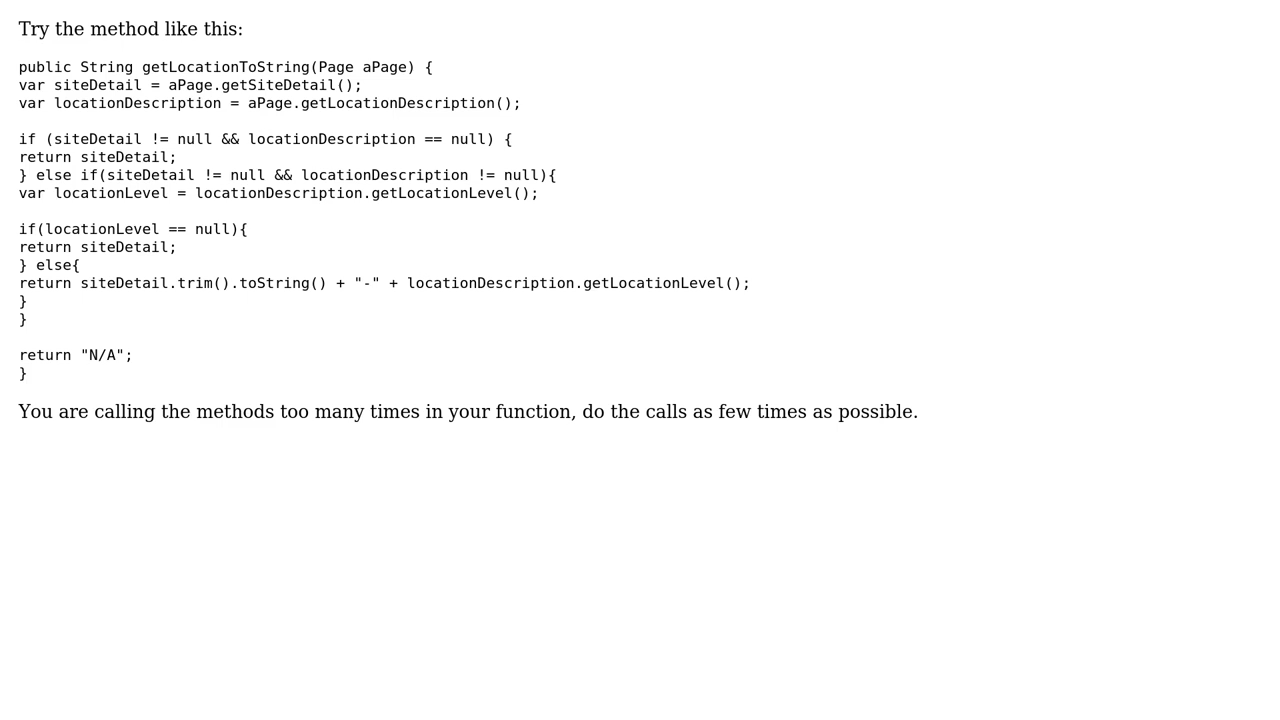 Try the method like this:
public String getLocationToString(Page aPage) {
var siteDetail = aPage.getSiteDetail();
var locationDescription = aPage.getLocationDescription();
if (siteDetail != null && locationDescription == null) {
return siteDetail;
} else if(siteDetail != null && locationDescription != null){
var locationLevel = locationDescription.getLocationLevel();
if(locationLevel == null){
return siteDetail;
} else{
return siteDetail.trim().toString() + "-" + locationDescription.getLocationLevel();
}
}
return "N/A";
}
You are calling the methods too many times in your function, do the calls as few times as possible.